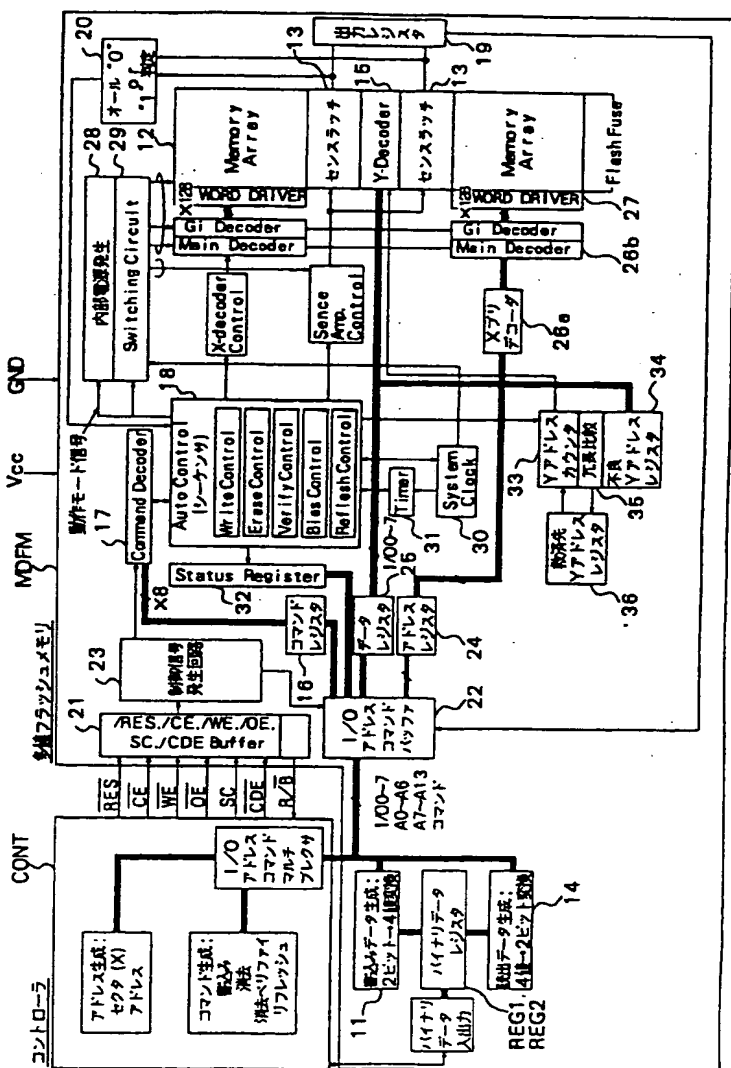 コントローラ
CONT
アドレス生成:
セクタ(X)
アドレス
コマンド生成:
書込み
消去
消去ベリファイ
リフレッシュ
I/O
アドレス
コマンド
マルチ
プレクサ
RES
CE
WE
OE
SC
CDE
R/B
11
書込みデータ生成:
2ビット→4値変換
バイナリデータ
レジスタ
読出データ生成:
4値→2ビット変換
14
バイナリ
データ
入出力
REG1,
REG2
I/O0~7
A0~A6
A7~A13
コマンド
多値フラッシュメモリ
MDFM
Vcc
GND
21
/RES./CE./WE./OE.
SC./CDE Buffer
23
制御信号
発生回路
22
I/O
アドレス
コマンド
バッファ
16
コマンド
レジスタ
データ
レジスタ
25
I/O0~7
アドレス
レジスタ
24
X8
17
Command Decoder
動作モード信号
Status Register
32
18
Auto Control
(シーケンサ)
Write Control
Erase Control
Verify Control
Bias Control
Reflesh Control
Timer
31
System
Clock
30
28
29
内部電源発生
Switching Circuit
X-decoder
Control
Sence
Amp.
Control
20
オール "0"
12
Memory
Array
X128
WORD DRIVER
Gi Decoder
Main Decoder
センスラッチ
13
Y-Decoder
15
センスラッチ
13
出力レジスタ
19
Memory
Array
X128
WORD DRIVER
27
Gi Decoder
Main Decoder
26b
Flash Fuse
Xプリ
デコーダ
26a
33
Yアドレス
カウンタ
冗長比較
35
不良
Yアドレス
レジスタ
34
救済先
Yアドレス
レジスタ
36